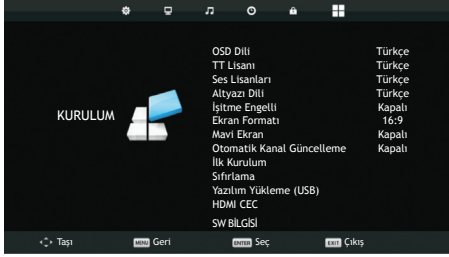 KURULUM
OSD Dili Türkçe
TT Lisanı Türkçe
Ses Lisanları Türkçe
Altyazı Dili Türkçe
İşitme Engelli Kapalı
Ekran Formatı 16:9
Mavi Ekran Kapalı
Otomatik Kanal Güncelleme Kapalı
İlk Kurulum
Sıfırlama
Yazılım Yükleme (USB)
HDMI CEC
SW BİLGİSİ
Taşı MENU Geri ENTER Seç EXIT Çıkış